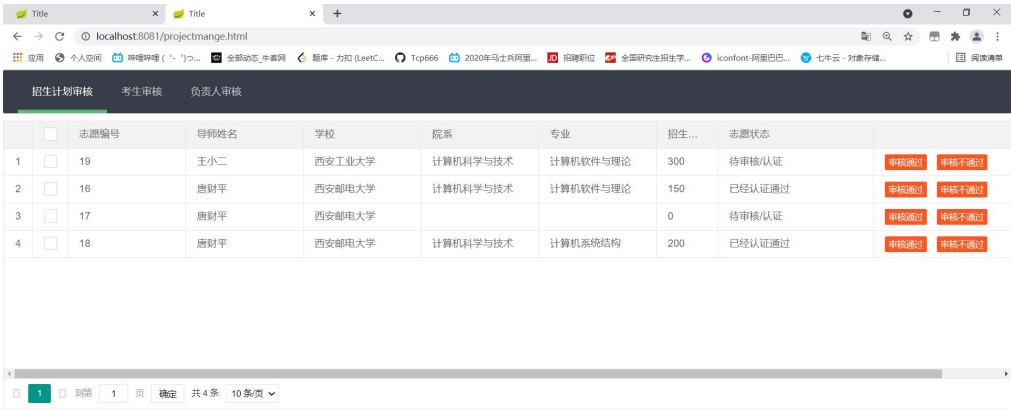 Title Title
localhost:8081/projectmange.html
应用 个人空间 哔哩哔哩 ( ゜- ゜)つ... 全部动态_牛客网 题库 - 力扣 (LeetC... Tcp666 2020年马士兵阿里... 招聘职位 全国研究生招生学... iconfont-阿里巴巴... 七牛云 - 对象存储... 阅读清单
招生计划审核 考生审核 负责人审核
志愿编号 导师姓名 学校 院系 专业 招生... 志愿状态
1 19 王小二 西安工业大学 计算机科学与技术 计算机软件与理论 300 待审核/认证 审核通过 审核不通过
2 16 唐财平 西安邮电大学 计算机科学与技术 计算机软件与理论 150 已经认证通过 审核通过 审核不通过
3 17 唐财平 西安邮电大学 0 待审核/认证 审核通过 审核不通过
4 18 唐财平 西安邮电大学 计算机科学与技术 计算机系统结构 200 已经认证通过 审核通过 审核不通过
1 到第 1 页 确定 共 4 条 10 条/页